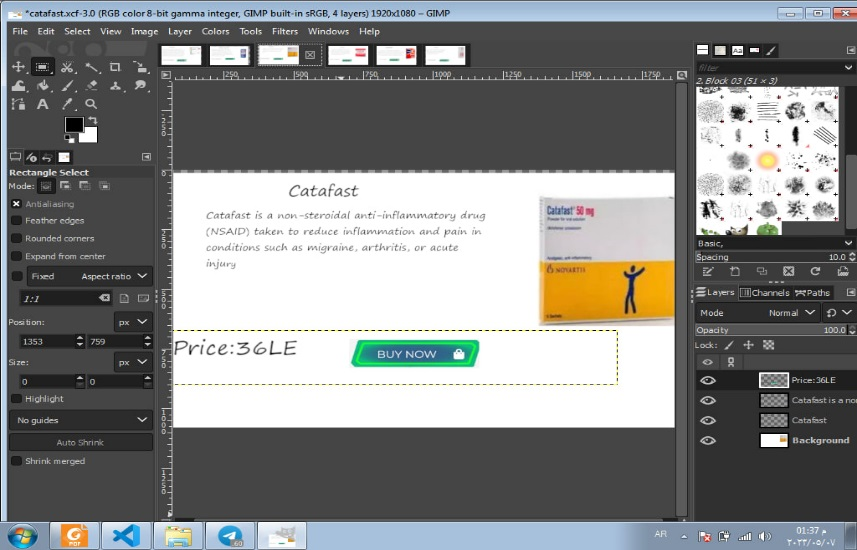 *catafast.xcf-3.0 (RGB color 8-bit gamma integer, GIMP built-in sRGB, 4 layers) 1920x1080 – GIMP
File Edit Select View Image Layer Colors Tools Filters Windows Help
Rectangle Select
Mode:
Antialiasing
Feather edges
Rounded corners
Expand from center
Fixed Aspect ratio
1:1
Position: px
1353 759
Size: px
0 0
Highlight
No guides
Auto Shrink
Shrink merged
250 500 750 1000 1250 1500 1750
Catafast
Catafast is a non-steroidal anti-inflammatory drug
(NSAID) taken to reduce inflammation and pain in
conditions such as migraine, arthritis, or acute
injury
Catafast® 50 mg
NOVARTIS
Price:36LE
BUY NOW
filter
2. Block 03 (51 × 3)
Basic,
Spacing 10.0
Layers Channels Paths
Mode Normal
Opacity 100.0
Lock:
Price:36LE
Catafast is a no
Catafast
Background
PDF
60
AR
01:37 م
٢٠٢٣/٠٥/٠٧